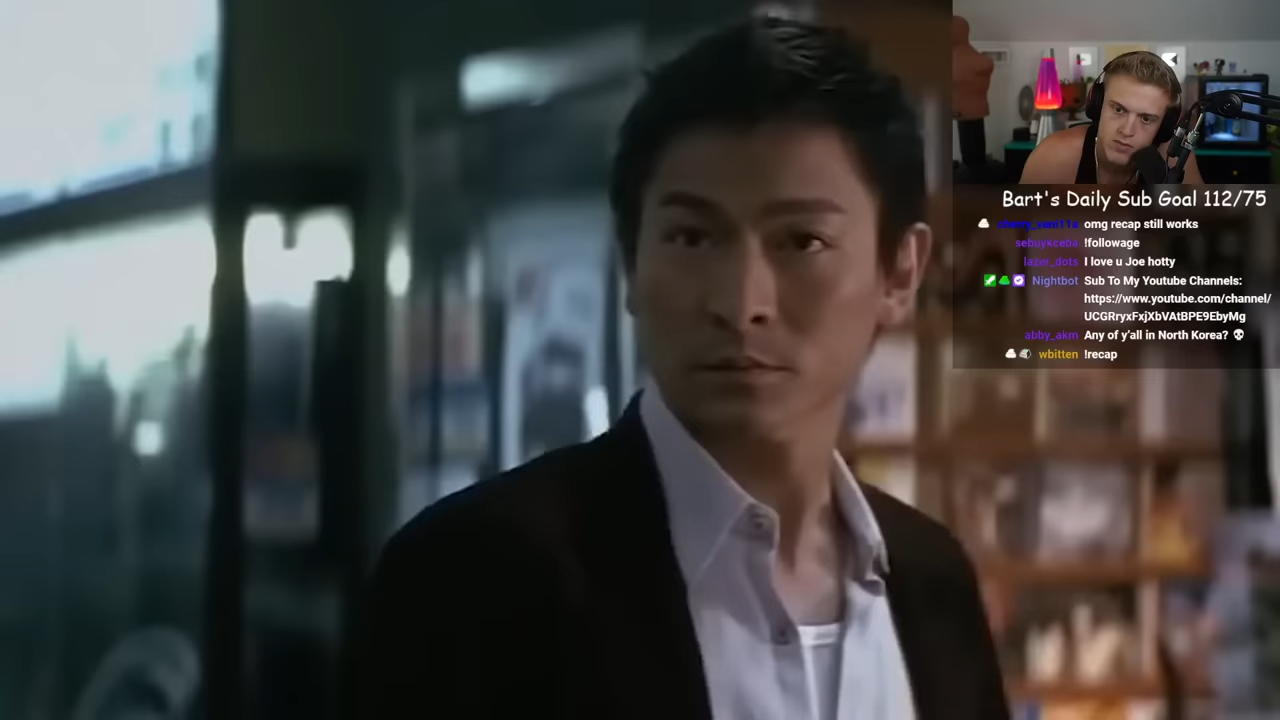 Bart's Daily Sub Goal 112/75
cherry_vani11a omg recap still works
sebuykceba !followage
lazer_dots I love u Joe hotty
Nightbot Sub To My Youtube Channels:
https://www.youtube.com/channel/
UCGRryxFxjXbVAtBPE9EbyMg
abby_akm Any of y'all in North Korea? 💀
wbitten !recap